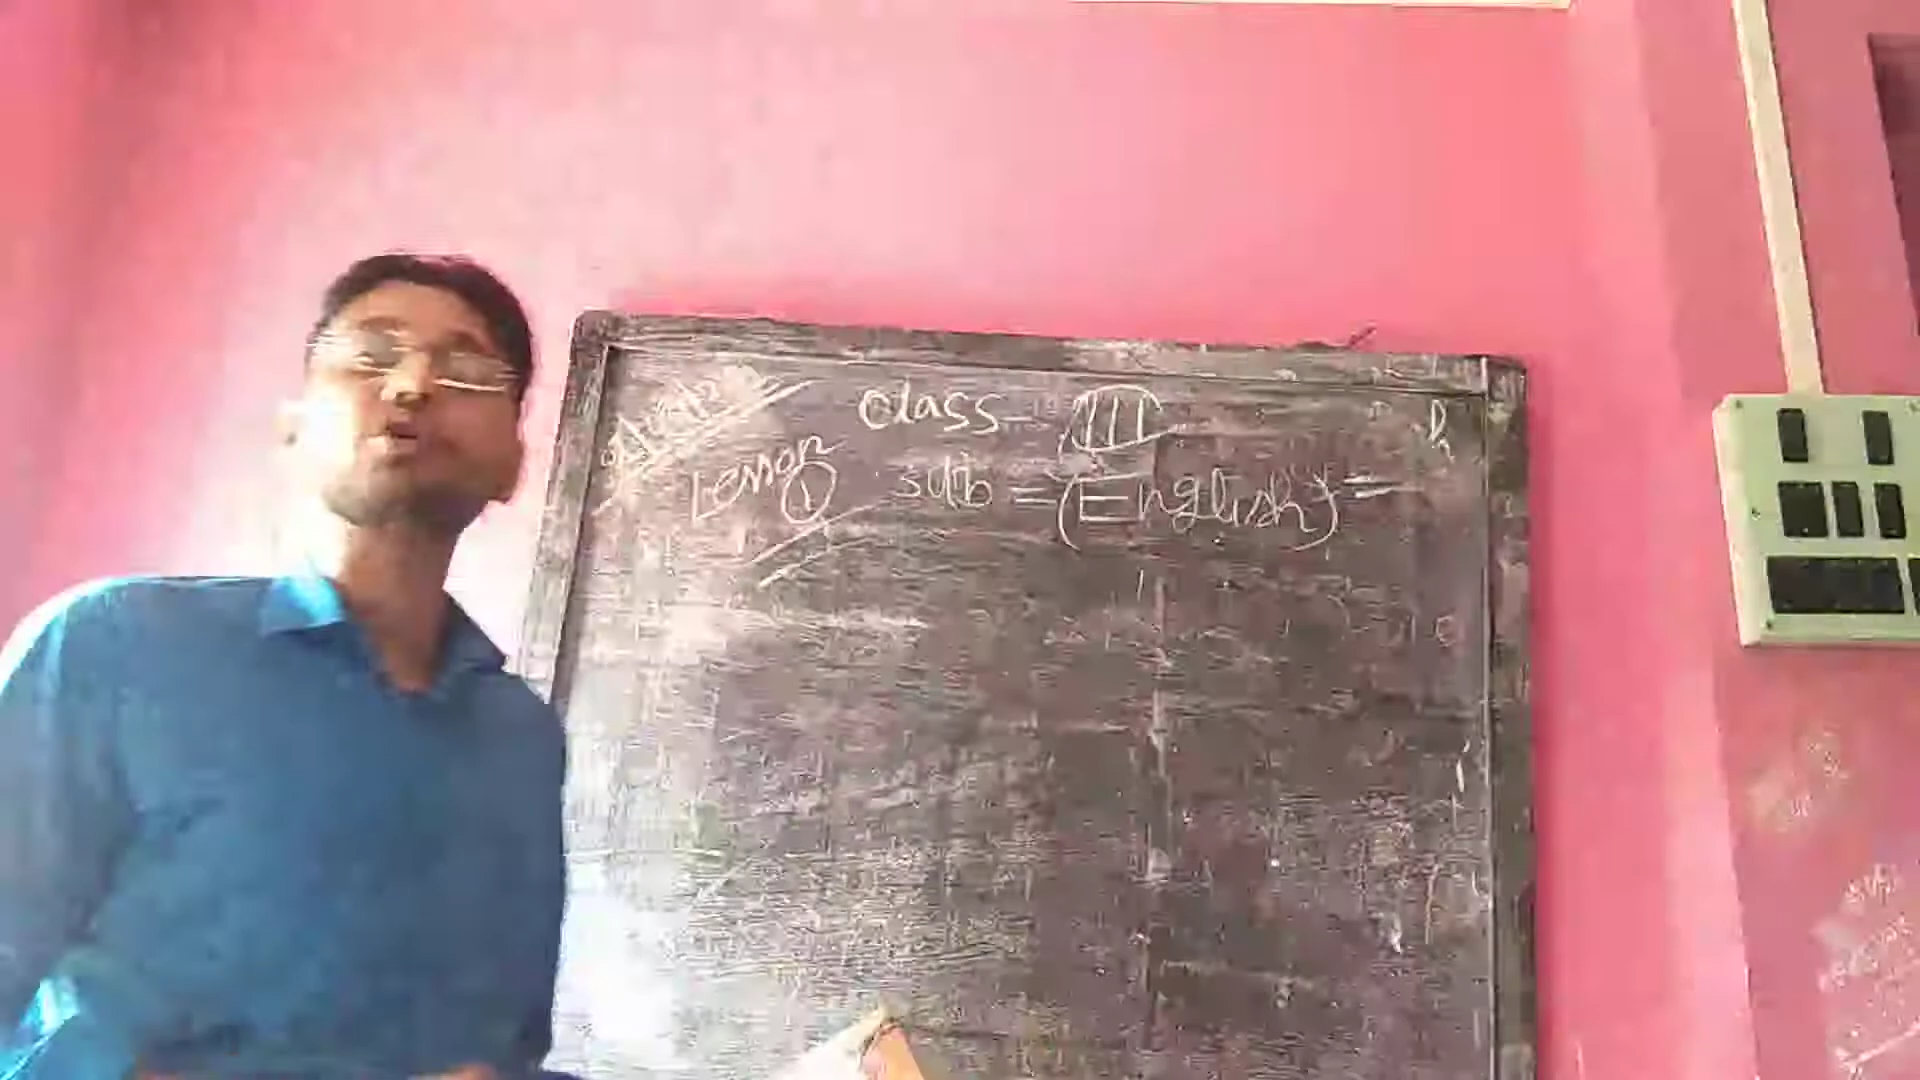 Class - III
Lesson
1
Sub = (English) =